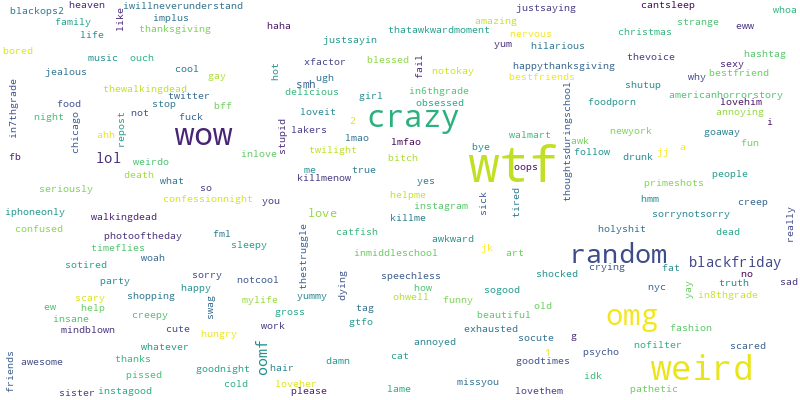 blackops2
heaven
iwillneverunderstand
like
implus
family
thanksgiving
life
haha
justsaying
cantsleep
whoa
amazing
strange
eww
thatawkwardmoment
nervous
christmas
justsayin
yum
hilarious
bored
music
ouch
xfactor
blessed
fail
thevoice
hashtag
jealous
cool
gay
hot
notokay
happythanksgiving
sexy
bestfriends
why
bestfriend
thewalkingdead
smh
ugh
shutup
in7thgrade
twitter
delicious
girl
in6thgrade
americanhorrorstory
food
stop
bff
obsessed
foodporn
lovehim
night
chicago
not
fuck
loveit
crazy
thoughtsduringschool
annoying
repost
2
i
ahh
wow
stupid
lakers
lmao
lmfao
walmart
newyork
goaway
awk
fun
fb
lol
weirdo
inlove
twilight
bitch
bye
wtf
follow
drunk
jj
a
oops
death
what
me
true
killmenow
yes
people
seriously
so
confessionnight
you
helpme
sick
tired
primeshots
hmm
creep
iphoneonly
walkingdead
love
instagram
killme
sorrynotsorry
really
confused
photooftheday
fml
thestruggle
catfish
awkward
holyshit
dead
timeflies
sleepy
jk
art
random
woah
inmiddleschool
blackfriday
sotired
sorry
notcool
dying
speechless
shocked
crying
fat
no
party
happy
how
sogood
nyc
yay
truth
sad
scary
shopping
swag
mylife
yummy
ohwell
funny
in8thgrade
ew
help
creepy
gross
tag
beautiful
old
omg
insane
gtfo
mindblown
cute
hungry
work
exhausted
fashion
whatever
oomf
annoyed
socute
g
nofilter
scared
friends
awesome
thanks
goodnight
hair
damn
cat
goodtimes
1
psycho
weird
pissed
cold
loveher
missyou
idk
sister
instagood
please
lame
lovethem
pathetic